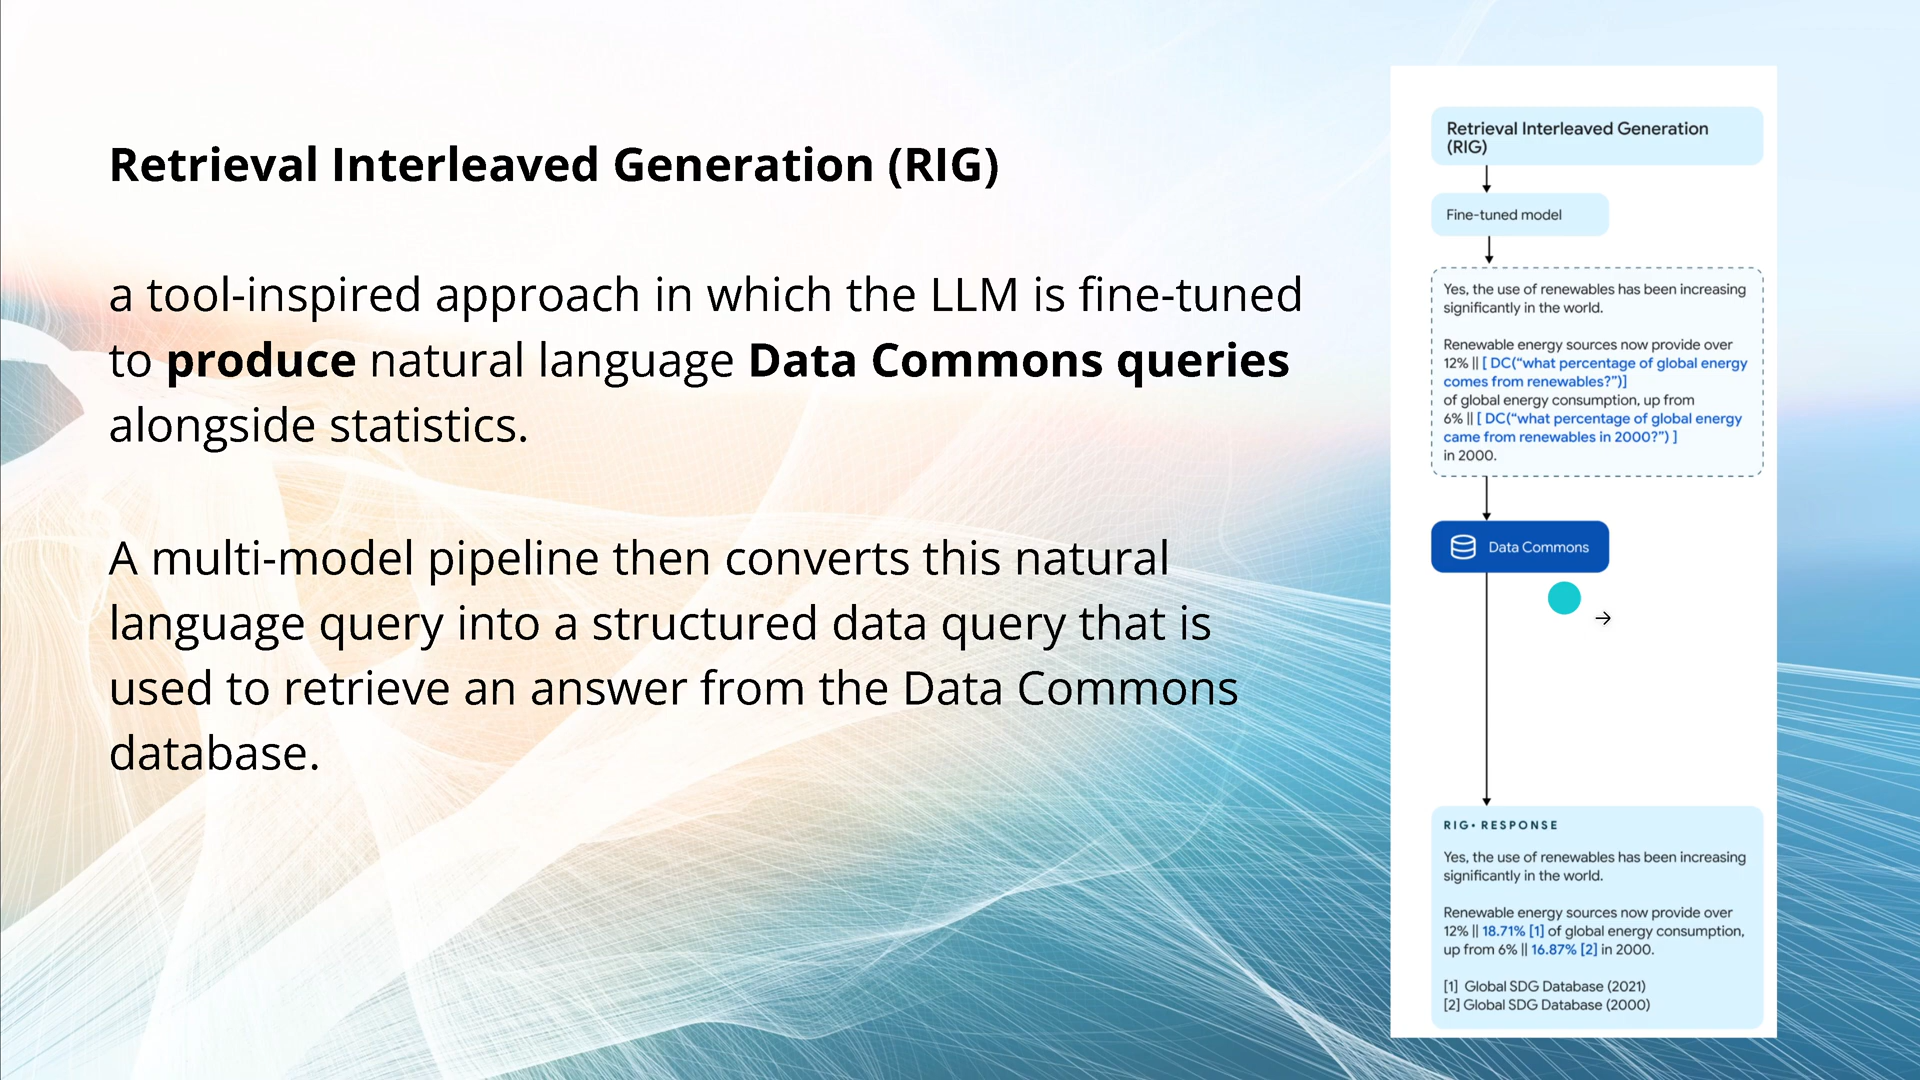 Retrieval Interleaved Generation (RIG)
a tool-inspired approach in which the LLM is fine-tuned
to produce natural language Data Commons queries
alongside statistics.
A multi-model pipeline then converts this natural
language query into a structured data query that is
used to retrieve an answer from the Data Commons
database.
Retrieval Interleaved Generation
(RIG)
Fine-tuned model
Yes, the use of renewables has been increasing
significantly in the world.
Renewable energy sources now provide over
12% || [ DC(“what percentage of global energy
comes from renewables?”)]
of global energy consumption, up from
6% || [ DC(“what percentage of global energy
came from renewables in 2000?”) ]
in 2000.
Data Commons
RIG• RESPONSE
Yes, the use of renewables has been increasing
significantly in the world.
Renewable energy sources now provide over
12% || 18.71% [1] of global energy consumption,
up from 6% || 16.87% [2] in 2000.
[1] Global SDG Database (2021)
[2] Global SDG Database (2000)